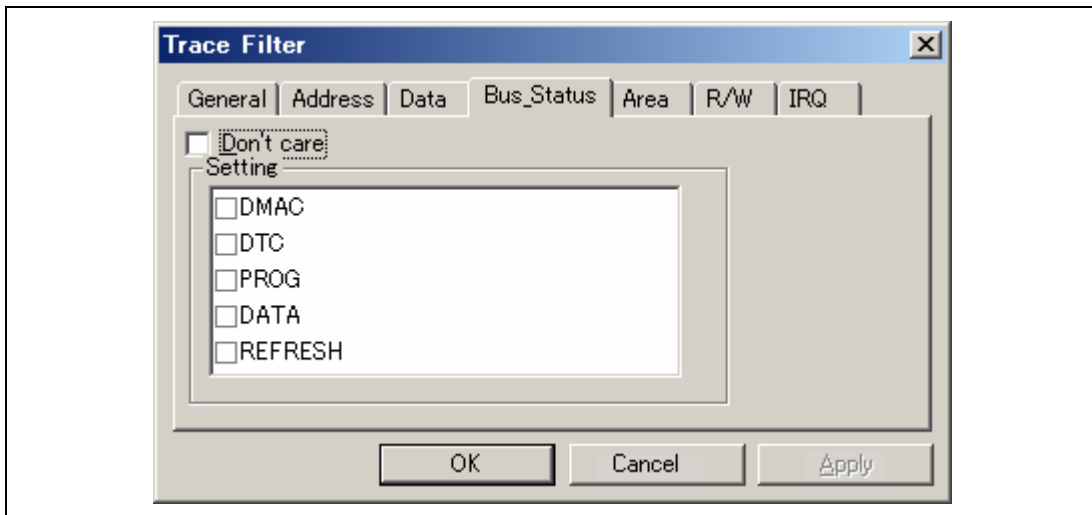 Trace Filter
General Address Data Bus_Status Area R/W IRQ
Don't care
Setting
DMAC
DTC
PROG
DATA
REFRESH
OK Cancel Apply